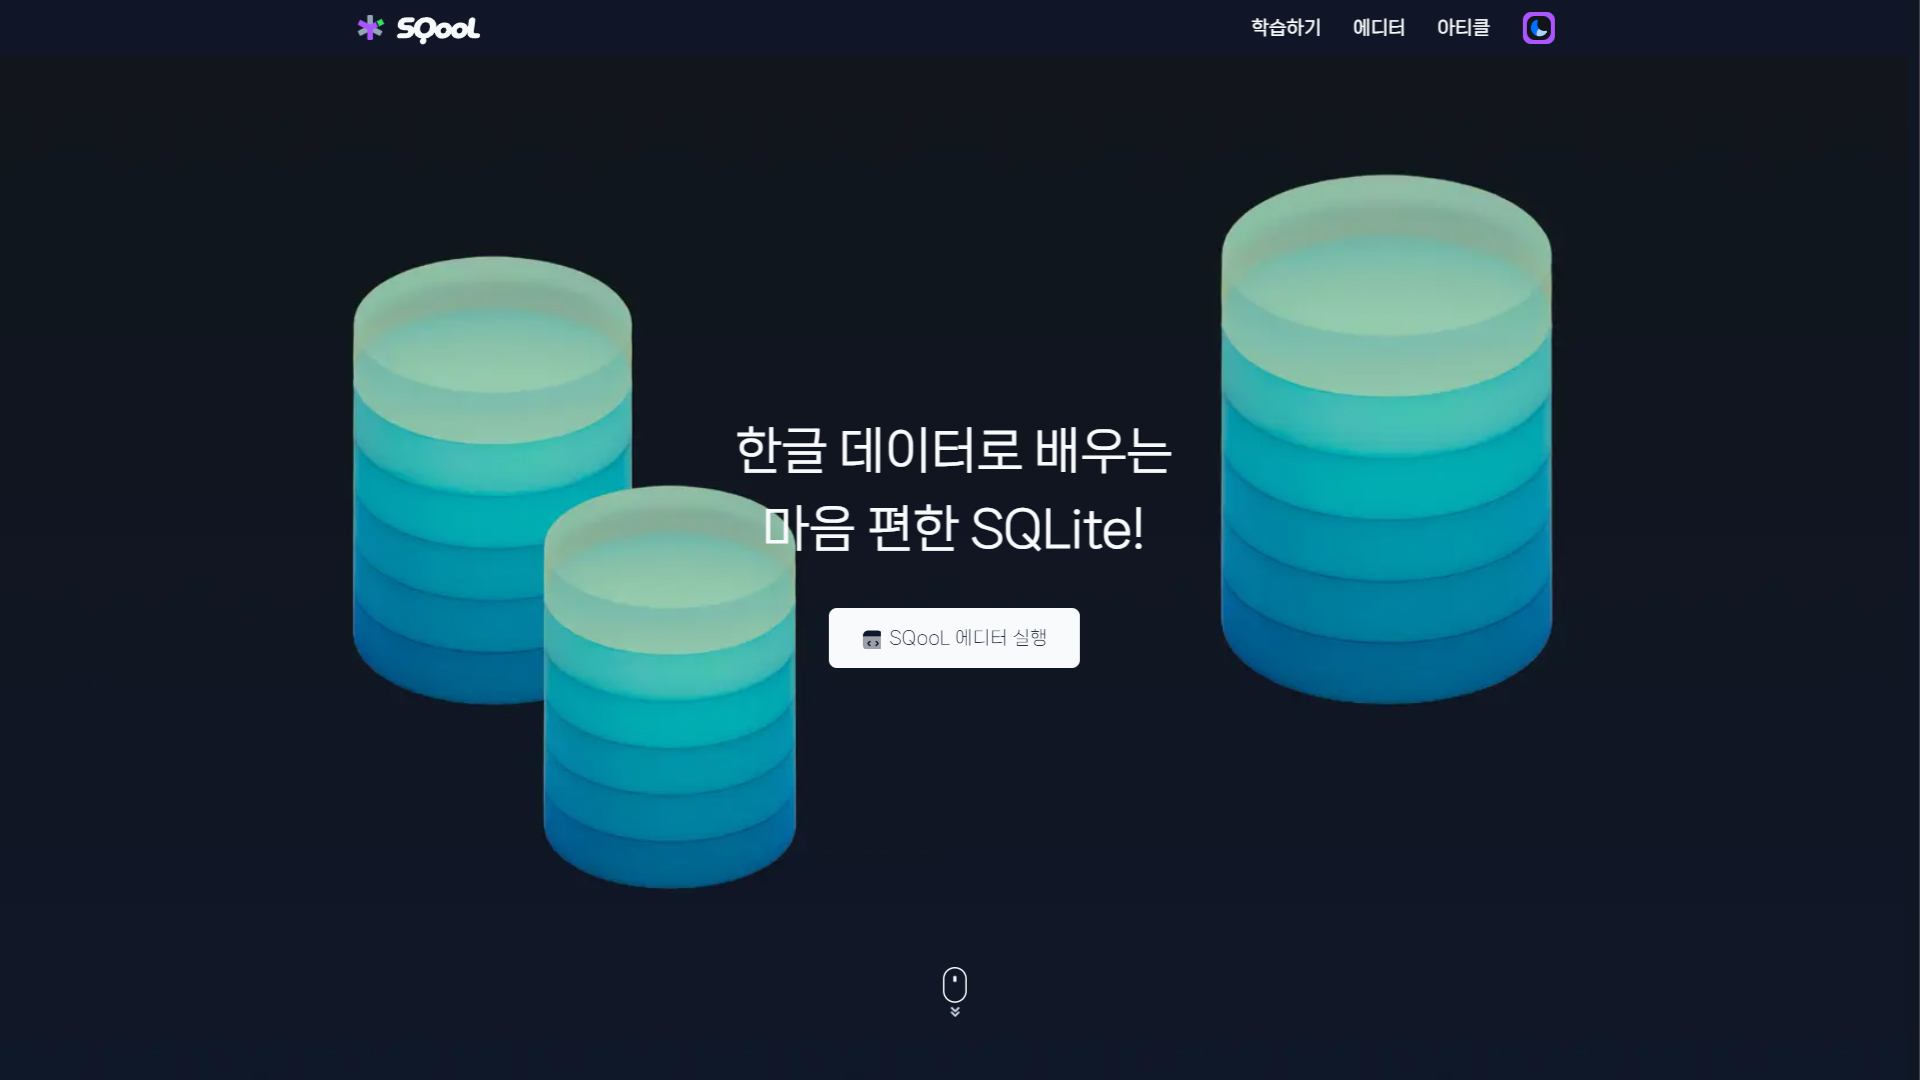 SQooL
학습하기
에디터
아티클
한글 데이터로 배우는
마음 편한 SQLite!
SQooL 에디터 실행